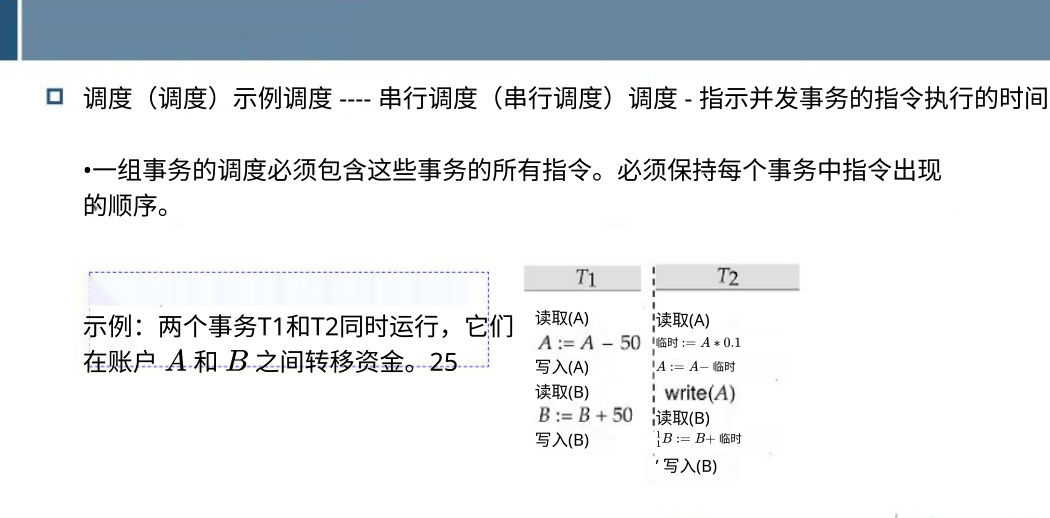 调度（调度）示例调度 ---- 串行调度（串行调度）调度 - 指示并发事务的指令执行的时间
•一组事务的调度必须包含这些事务的所有指令。必须保持每个事务中指令出现
的顺序。
示例：两个事务T1和T2同时运行，它们
在账户 A 和 B 之间转移资金。25
T1
读取(A)
A := A − 50
写入(A)
读取(B)
B := B + 50
写入(B)
T2
读取(A)
临时 := A * 0.1
A := A− 临时
write(A)
读取(B)
B := B+ 临时
′ 写入(B)